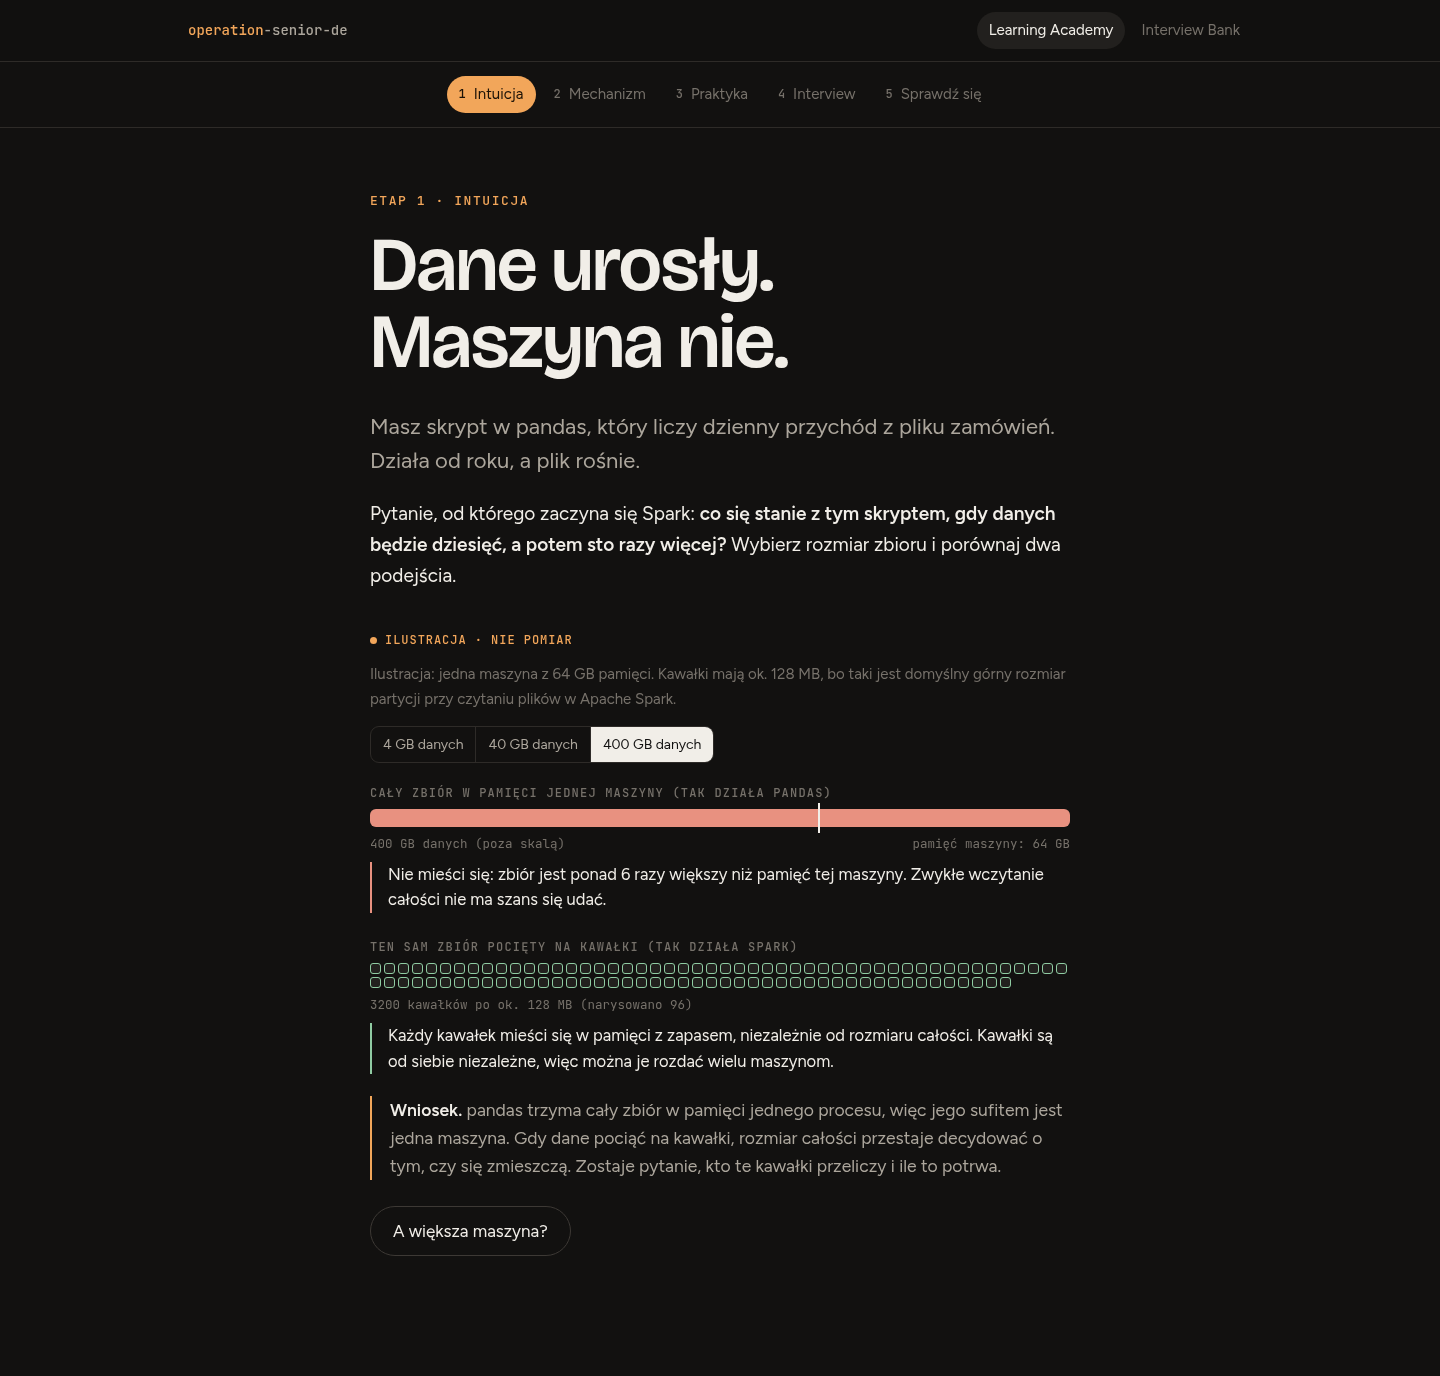 operation-senior-de
Learning Academy
Interview Bank
1 Intuicja
2 Mechanizm
3 Praktyka
4 Interview
5 Sprawdź się
ETAP 1 · INTUICJA
Dane urosły.
Maszyna nie.
Masz skrypt w pandas, który liczy dzienny przychód z pliku zamówień.
Działa od roku, a plik rośnie.
Pytanie, od którego zaczyna się Spark: co się stanie z tym skryptem, gdy danych
będzie dziesięć, a potem sto razy więcej? Wybierz rozmiar zbioru i porównaj dwa
podejścia.
ILUSTRACJA · NIE POMIAR
Ilustracja: jedna maszyna z 64 GB pamięci. Kawałki mają ok. 128 MB, bo taki jest domyślny górny rozmiar
partycji przy czytaniu plików w Apache Spark.
4 GB danych
40 GB danych
400 GB danych
CAŁY ZBIÓR W PAMIĘCI JEDNEJ MASZYNY (TAK DZIAŁA PANDAS)
400 GB danych (poza skalą)
pamięć maszyny: 64 GB
Nie mieści się: zbiór jest ponad 6 razy większy niż pamięć tej maszyny. Zwykłe wczytanie
całości nie ma szans się udać.
TEN SAM ZBIÓR POCIĘTY NA KAWAŁKI (TAK DZIAŁA SPARK)
3200 kawałków po ok. 128 MB (narysowano 96)
Każdy kawałek mieści się w pamięci z zapasem, niezależnie od rozmiaru całości. Kawałki są
od siebie niezależne, więc można je rozdać wielu maszynom.
Wniosek. pandas trzyma cały zbiór w pamięci jednego procesu, więc jego sufitem jest
jedna maszyna. Gdy dane pociąć na kawałki, rozmiar całości przestaje decydować o
tym, czy się zmieszczą. Zostaje pytanie, kto te kawałki przeliczy i ile to potrwa.
A większa maszyna?